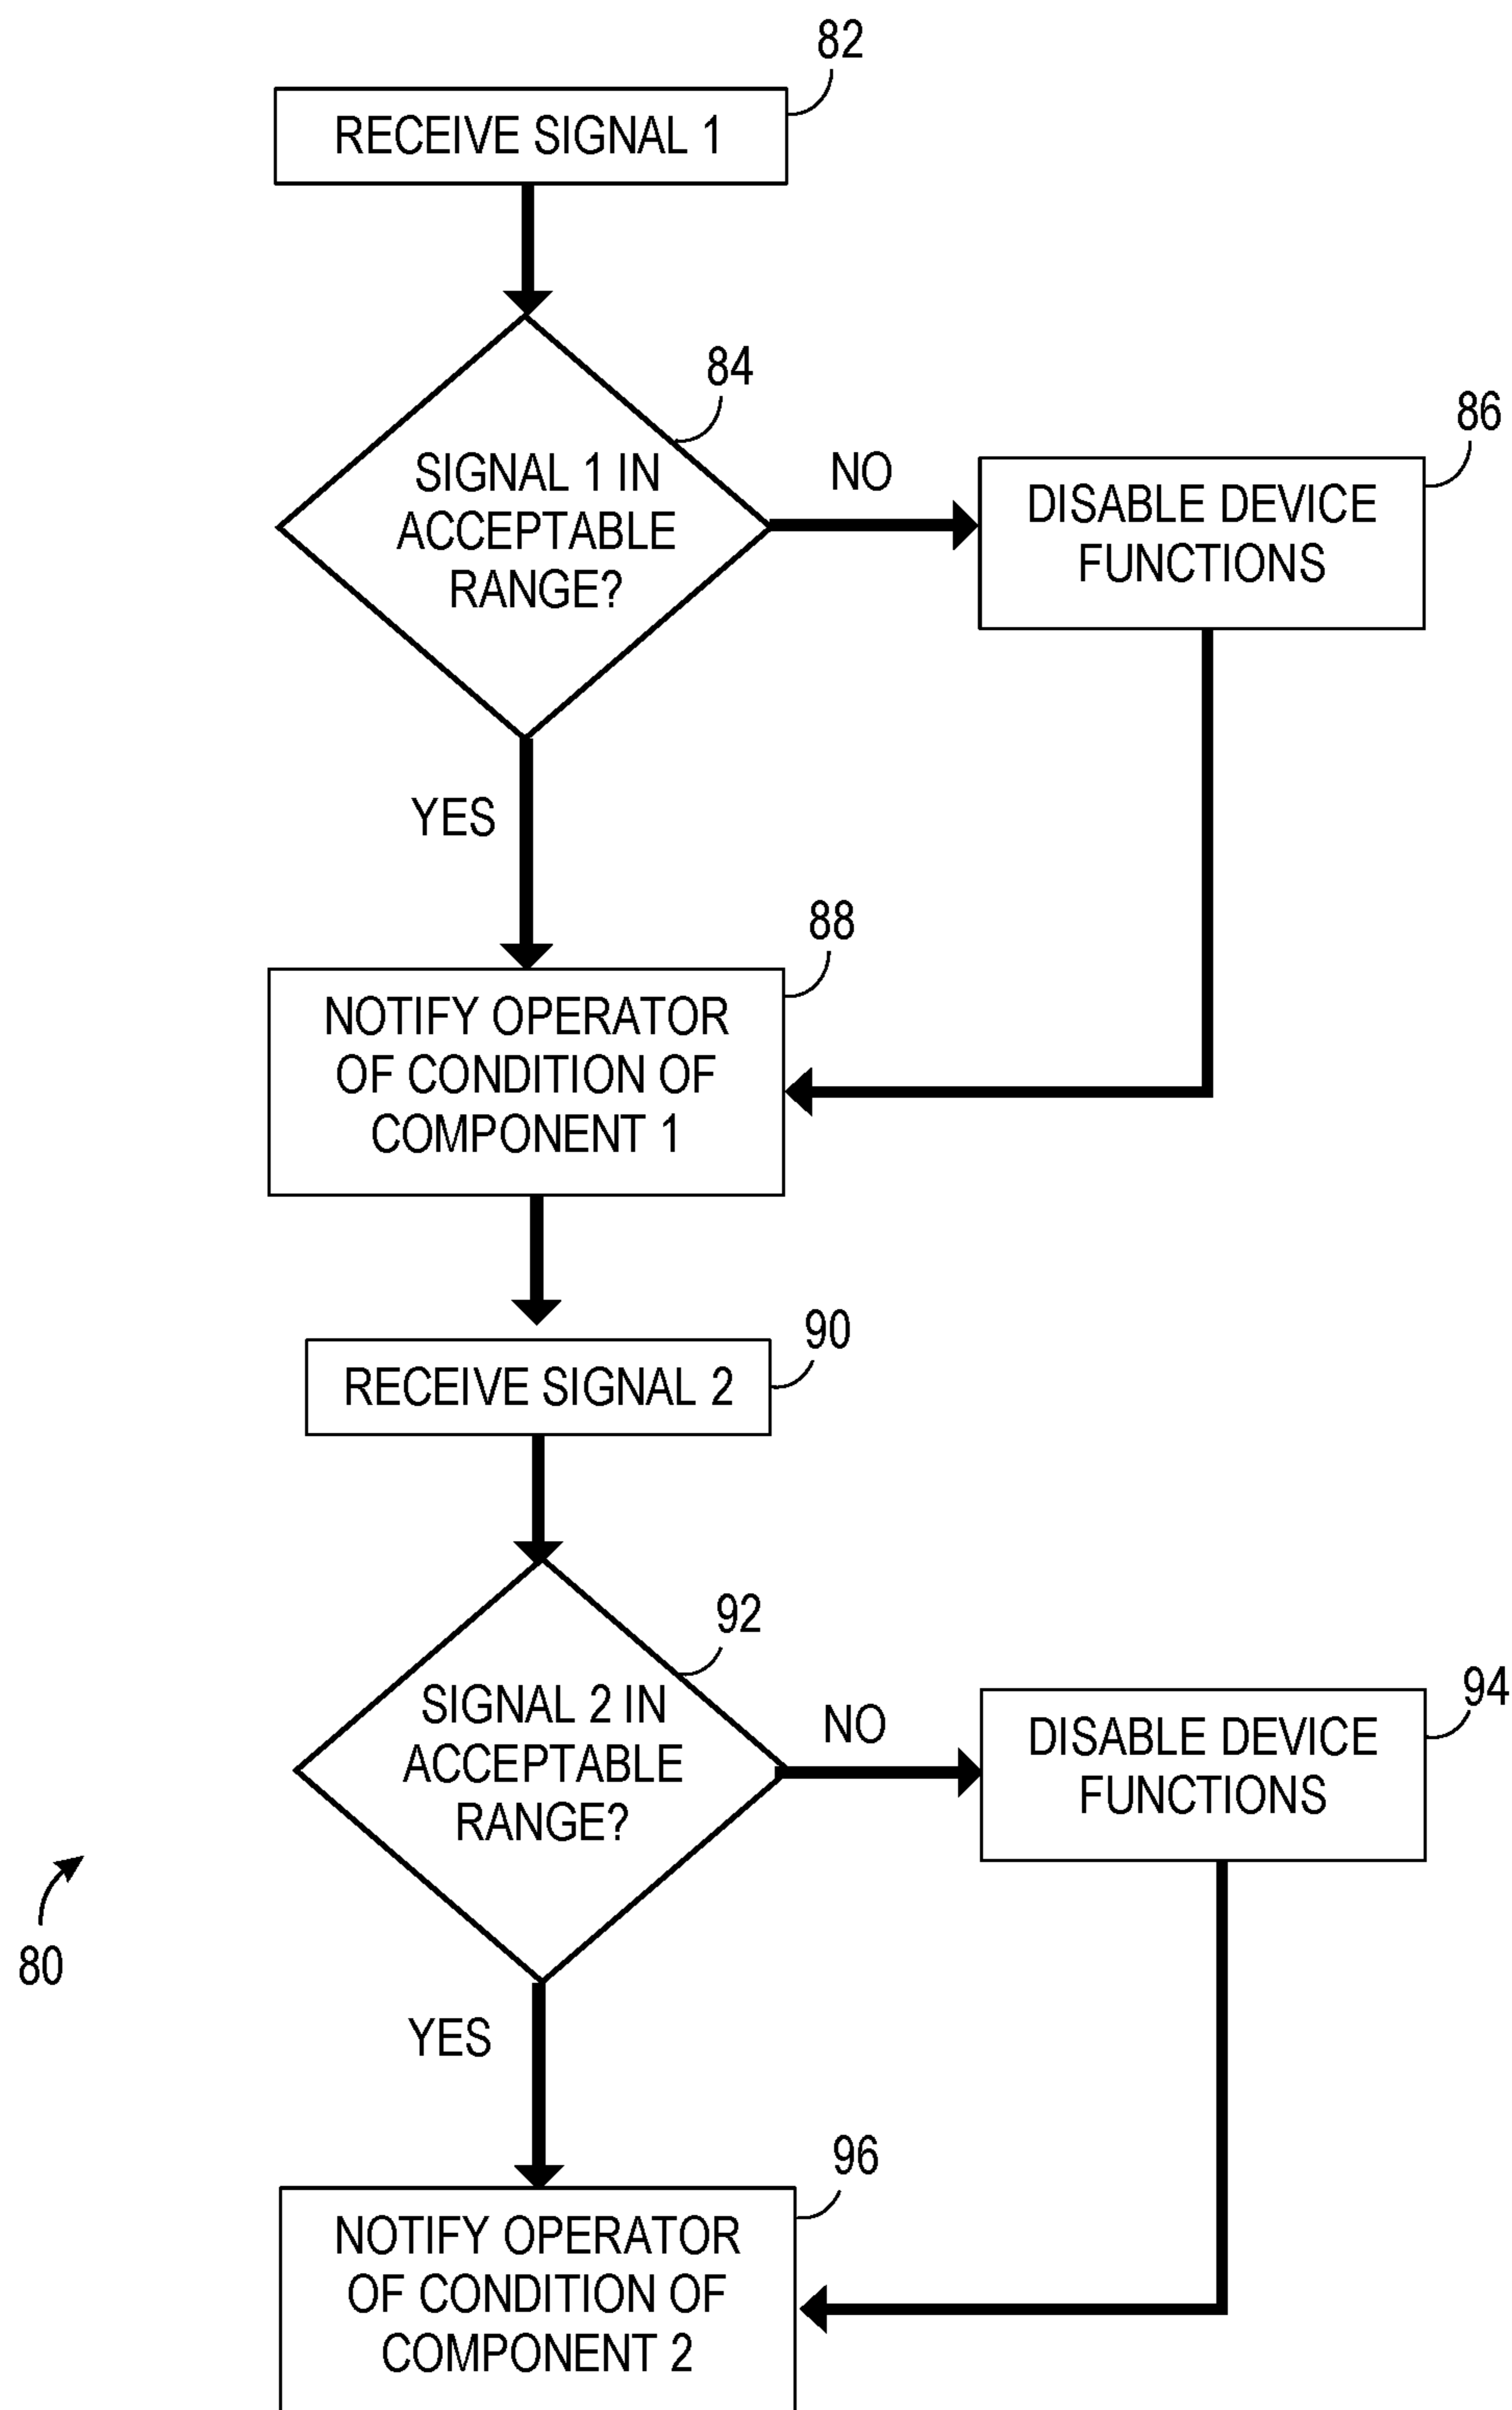 82
RECEIVE SIGNAL 1
84
SIGNAL 1 IN
ACCEPTABLE
RANGE?
NO
86
DISABLE DEVICE
FUNCTIONS
YES
88
NOTIFY OPERATOR
OF CONDITION OF
COMPONENT 1
90
RECEIVE SIGNAL 2
92
SIGNAL 2 IN
ACCEPTABLE
RANGE?
NO
94
DISABLE DEVICE
FUNCTIONS
80
YES
96
NOTIFY OPERATOR
OF CONDITION OF
COMPONENT 2